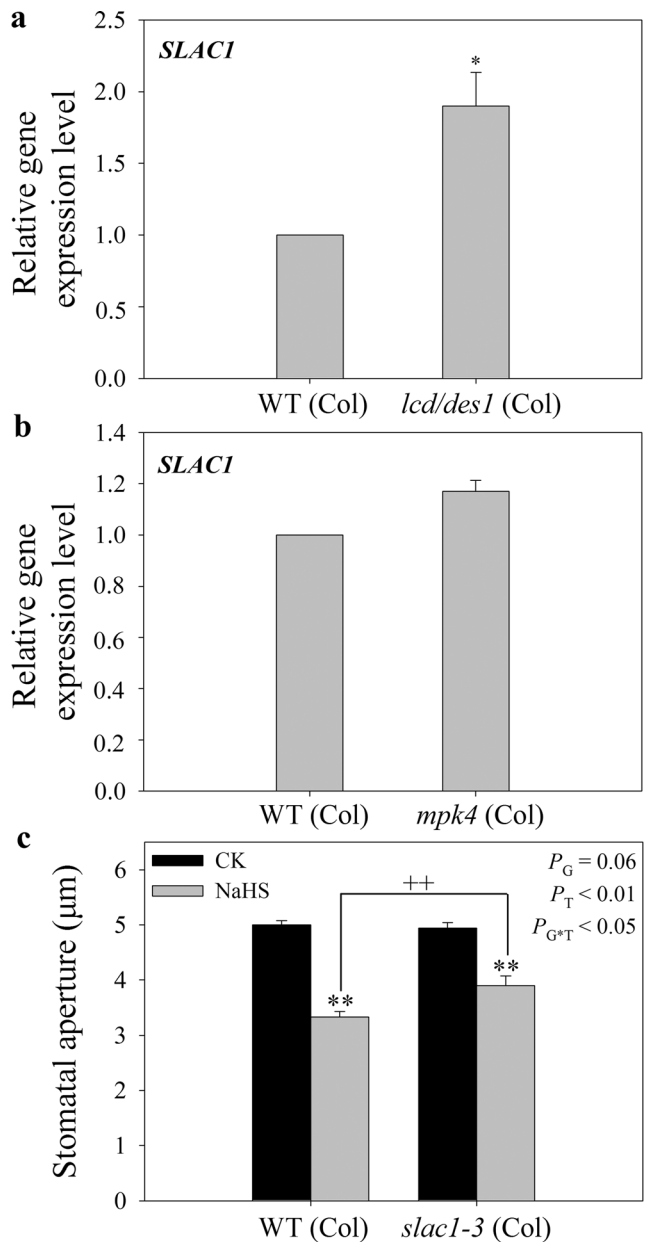 a
SLAC1
Relative gene
expression level
2.5
2.0
1.5
1.0
0.5
0.0
*
WT (Col)
lcd/des1 (Col)
b
SLAC1
Relative gene
expression level
1.4
1.2
1.0
0.8
0.6
0.4
0.2
0.0
WT (Col)
mpk4 (Col)
c
CK
NaHS
PG = 0.06
PT < 0.01
PG*T < 0.05
Stomatal aperture (μm)
6
5
4
3
2
1
0
++
**
**
WT (Col)
slac1-3 (Col)